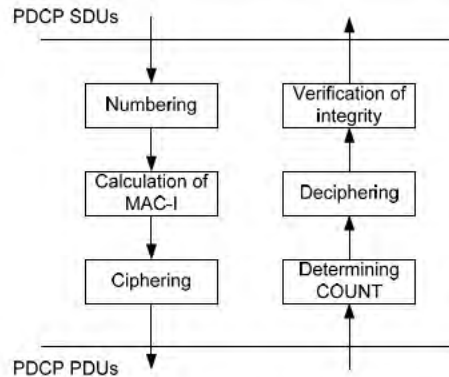 PDCP SDUs
Numbering
Calculation of
MAC-I
Ciphering
Verification of
integrity
Deciphering
Determining
COUNT
PDCP PDUs